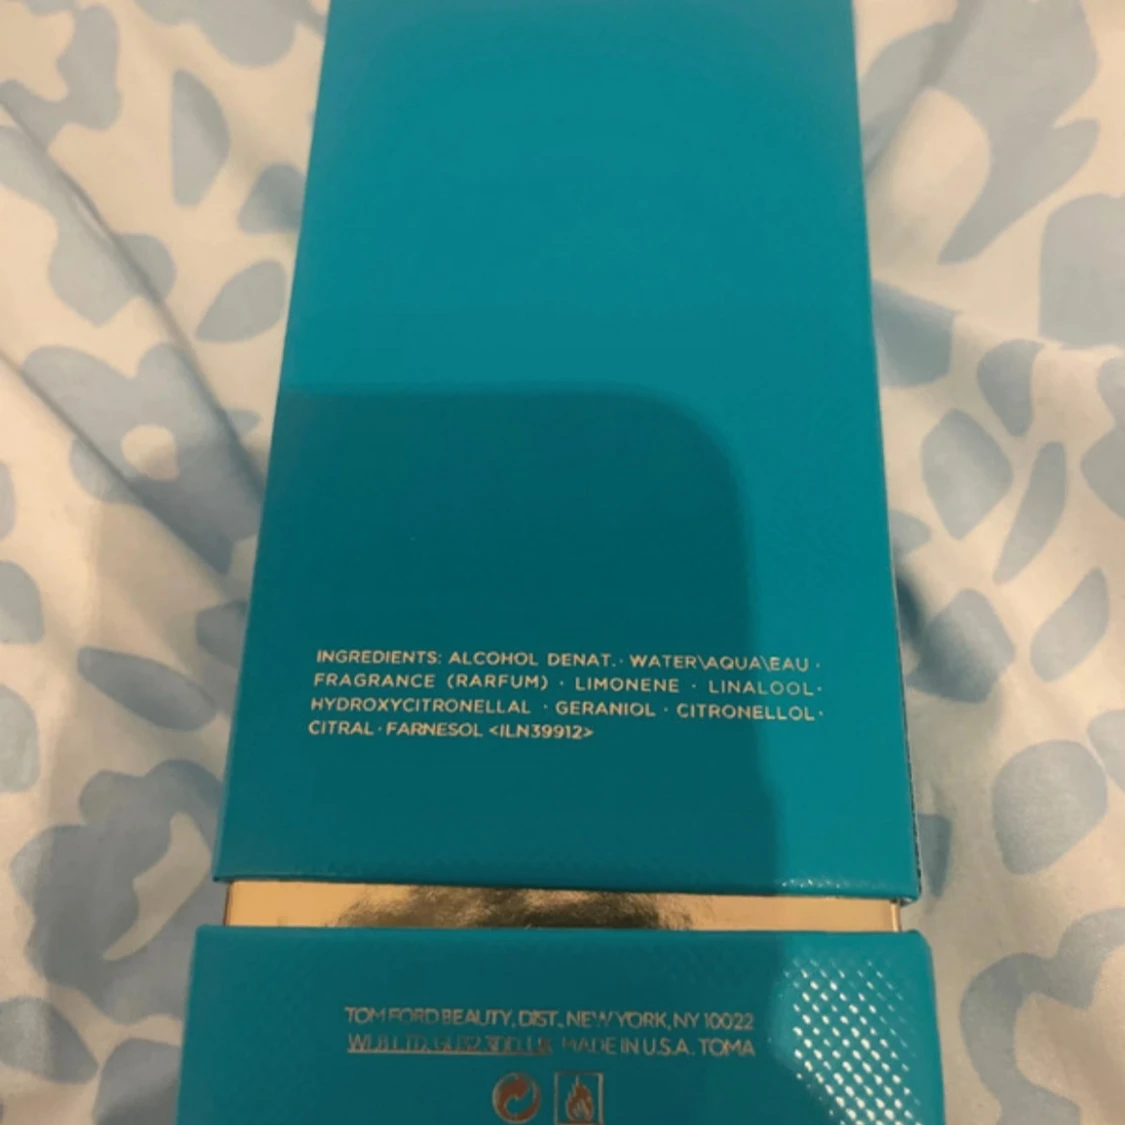 INGREDIENTS: ALCOHOL DENAT.· WATER\AQUA\EAU ·
FRAGRANCE (RARFUM) · LIMONENE · LINALOOL·
HYDROXYCITRONELLAL · GERANIOL · CITRONELLOL·
CITRAL·FARNESOL <ILN39912>
TOM FORD BEAUTY, DIST., NEW YORK, NY 10022
MADE IN U.S.A. TOMA